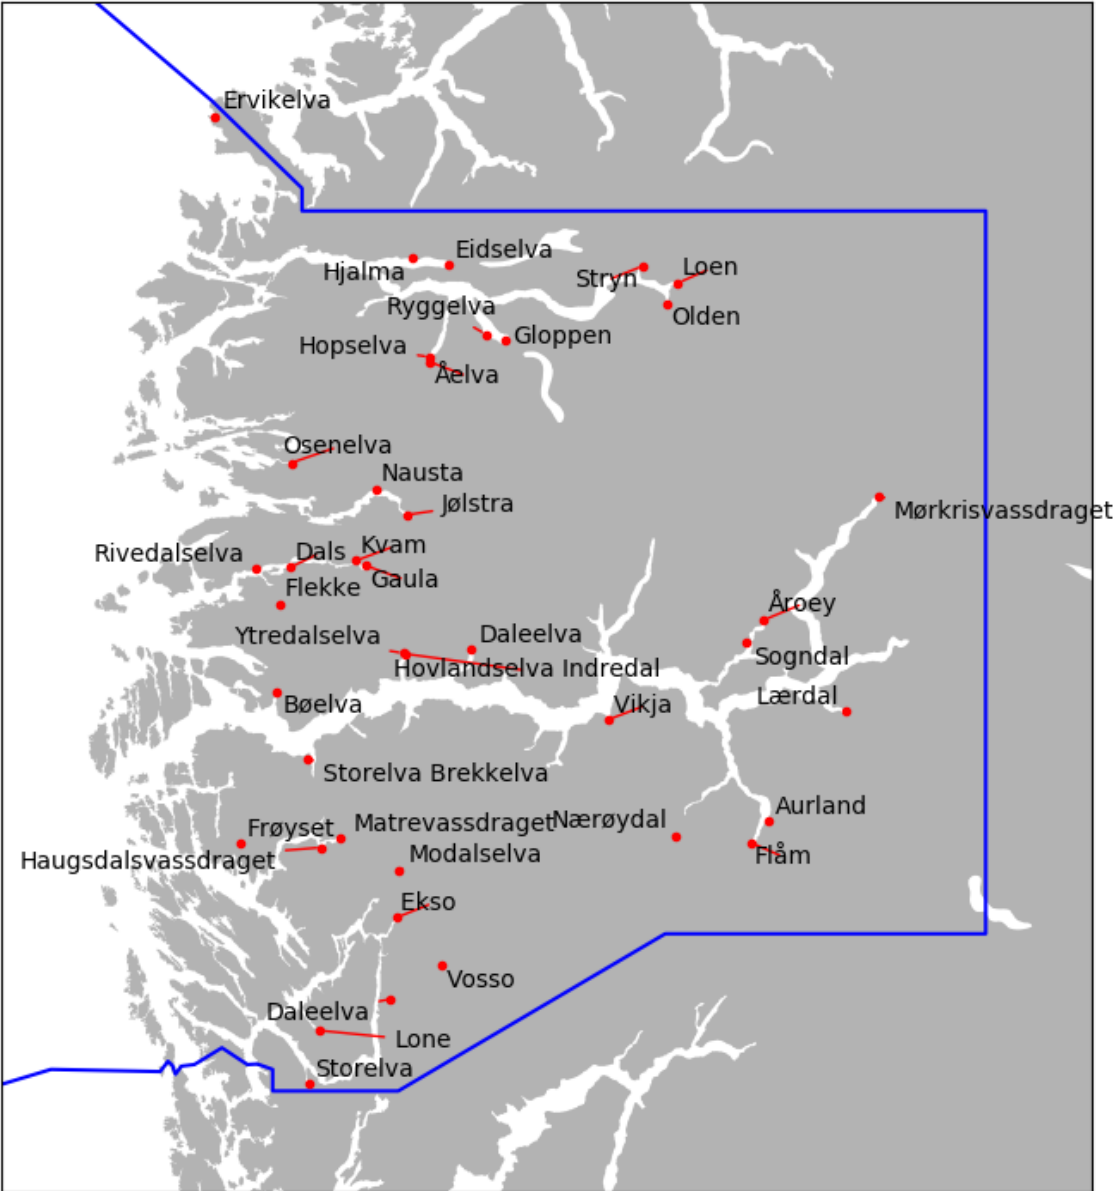 Ervikelva
Eidselva
Hjalma
Stryn
Loen
Ryggelva
Olden
Gloppen
Hopselva
Åelva
Osenelva
Nausta
Jølstra
Mørkrisvassdraget
Rivedalselva
Dals
Kvam
Gaula
Flekke
Åroey
Ytredalselva
Daleelva
Sogndal
Hovlandselva Indredal
Lærdal
Bøelva
Vikja
Storelva Brekkelva
Aurland
Frøyset
Matrevassdraget
Nærøydal
Haugsdalsvassdraget
Modalselva
Flåm
Ekso
Vosso
Daleelva
Lone
Storelva